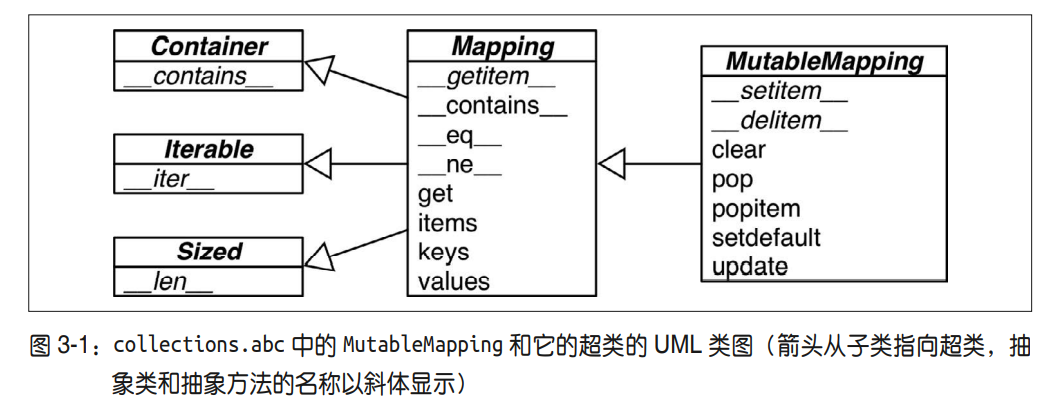 Container
__contains__
Iterable
__iter__
Sized
__len__
Mapping
__getitem__
__contains__
__eq__
__ne__
get
items
keys
values
MutableMapping
__setitem__
__delitem__
clear
pop
popitem
setdefault
update
图 3-1：collections.abc 中的 MutableMapping 和它的超类的 UML 类图（箭头从子类指向超类，抽
象类和抽象方法的名称以斜体显示）